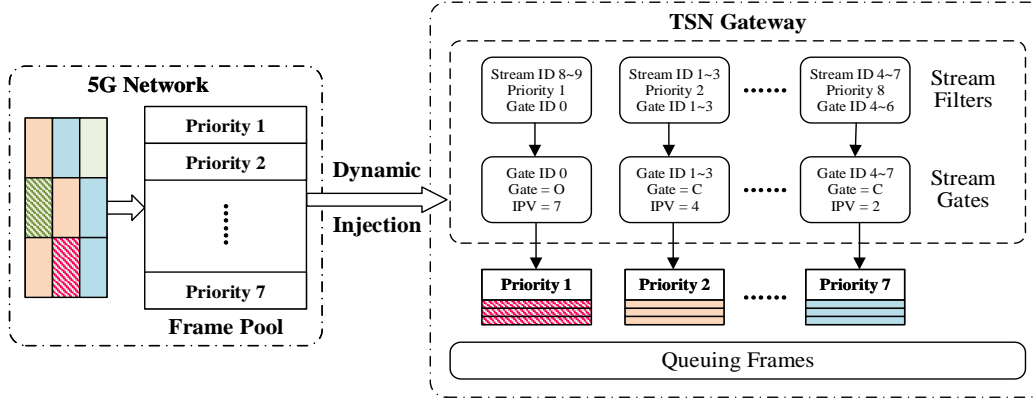 TSN Gateway
5G Network
Priority 1
Priority 2
Priority 7
Frame Pool
Dynamic
Injection
Stream ID 8~9
Priority 1
Gate ID 0
Stream ID 1~3
Priority 2
Gate ID 1~3
Stream ID 4~7
Priority 8
Gate ID 4~6
Stream
Filters
Gate ID 0
Gate = O
IPV = 7
Gate ID 1~3
Gate = C
IPV = 4
Gate ID 4~7
Gate = C
IPV = 2
Stream
Gates
Priority 1
Priority 2
Priority 7
Queuing Frames